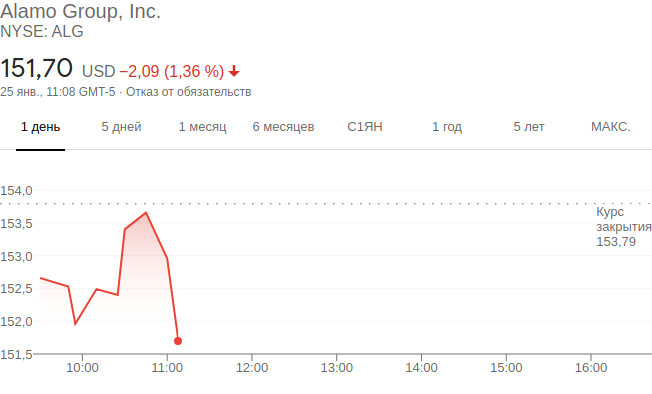 Alamo Group, Inc.
NYSE: ALG
151,70 USD −2,09 (1,36 %)
25 янв., 11:08 GMT-5 · Отказ от обязательств
1 день 5 дней 1 месяц 6 месяцев С1ЯН 1 год 5 лет МАКС.
154,0
153,5
153,0
152,5
152,0
151,5
Курс
закрытия
153,79
10:00 11:00 12:00 13:00 14:00 15:00 16:00